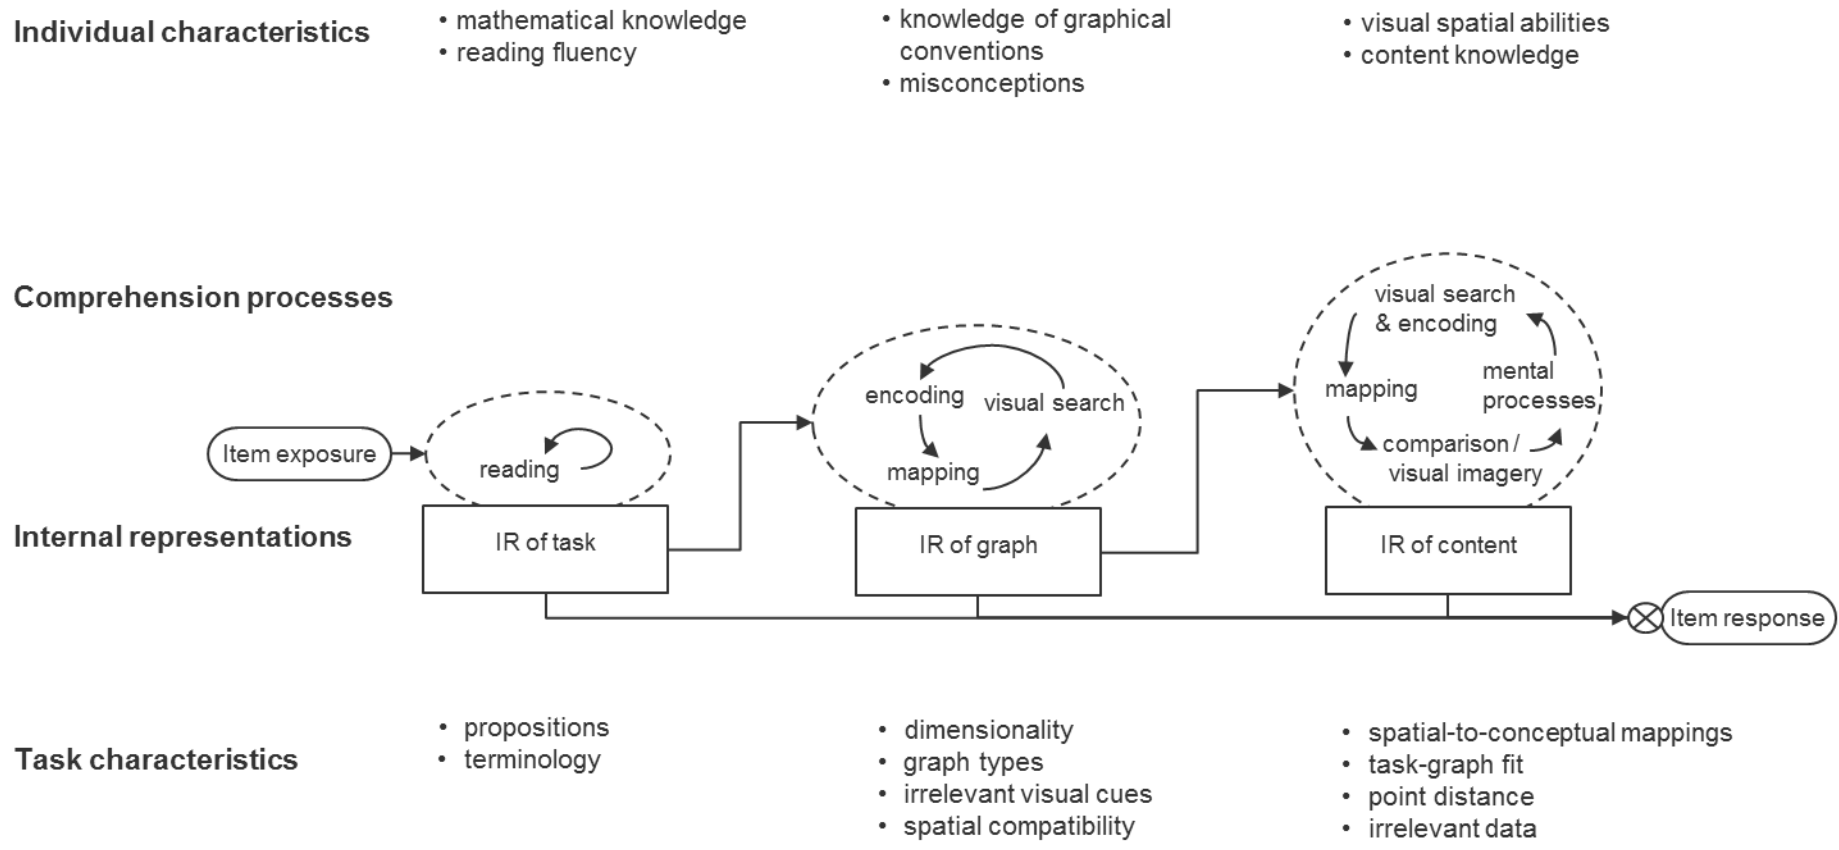 Individual characteristics
• mathematical knowledge
• reading fluency
• knowledge of graphical
conventions
• misconceptions
• visual spatial abilities
• content knowledge
Comprehension processes
Item exposure
reading
encoding
visual search
mapping
visual search
& encoding
mapping
mental
processes
comparison /
visual imagery
Internal representations
IR of task
IR of graph
IR of content
Item response
Task characteristics
• propositions
• terminology
• dimensionality
• graph types
• irrelevant visual cues
• spatial compatibility
• spatial-to-conceptual mappings
• task-graph fit
• point distance
• irrelevant data